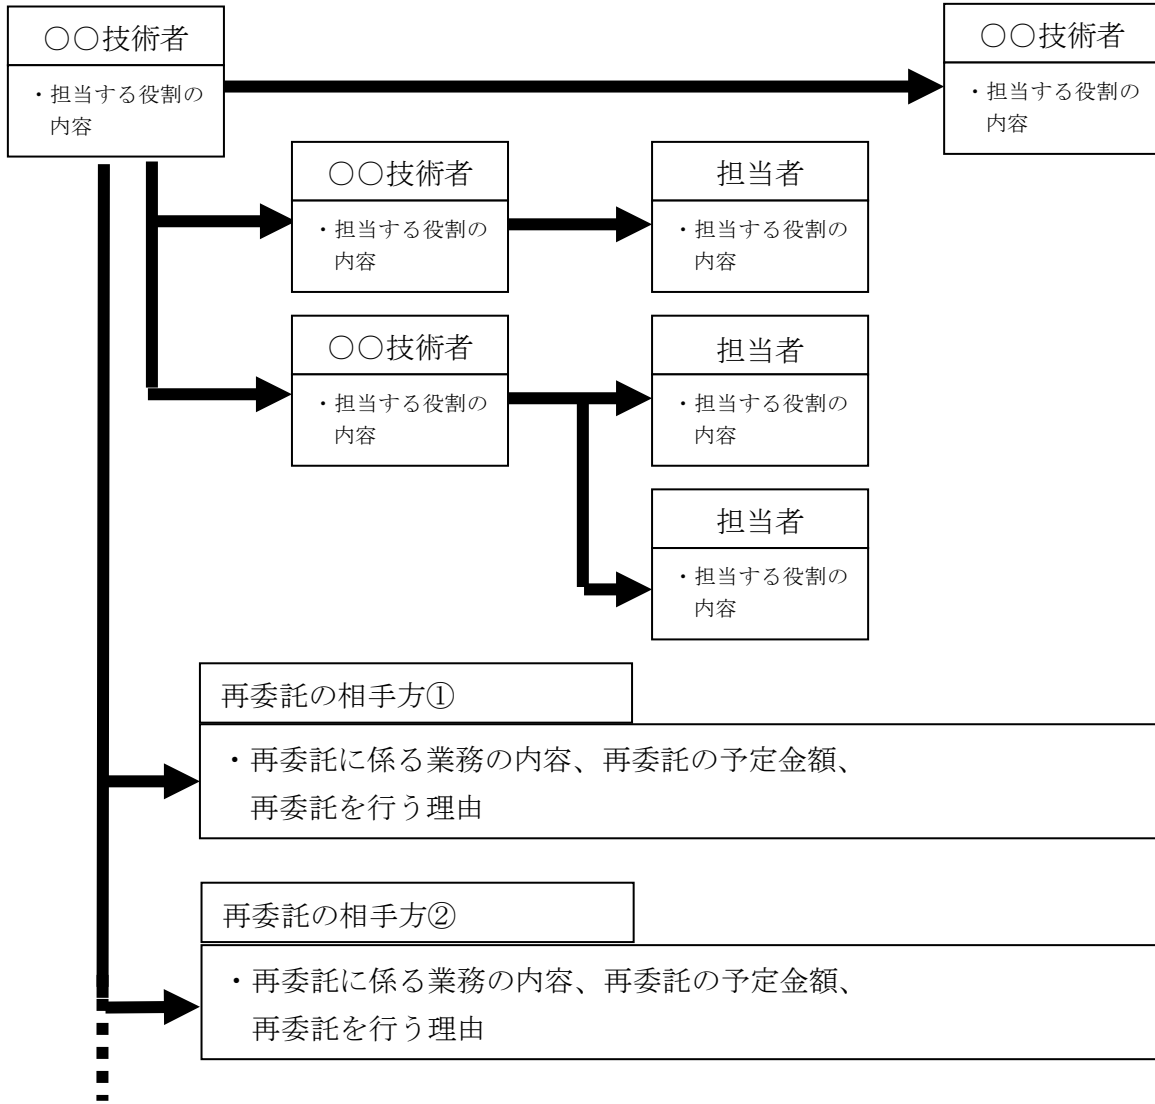 ○○技術者
・担当する役割の
内容
○○技術者
・担当する役割の
内容
○○技術者
・担当する役割の
内容
担当者
・担当する役割の
内容
○○技術者
・担当する役割の
内容
担当者
・担当する役割の
内容
担当者
・担当する役割の
内容
再委託の相手方①
・再委託に係る業務の内容、再委託の予定金額、
再委託を行う理由
再委託の相手方②
・再委託に係る業務の内容、再委託の予定金額、
再委託を行う理由